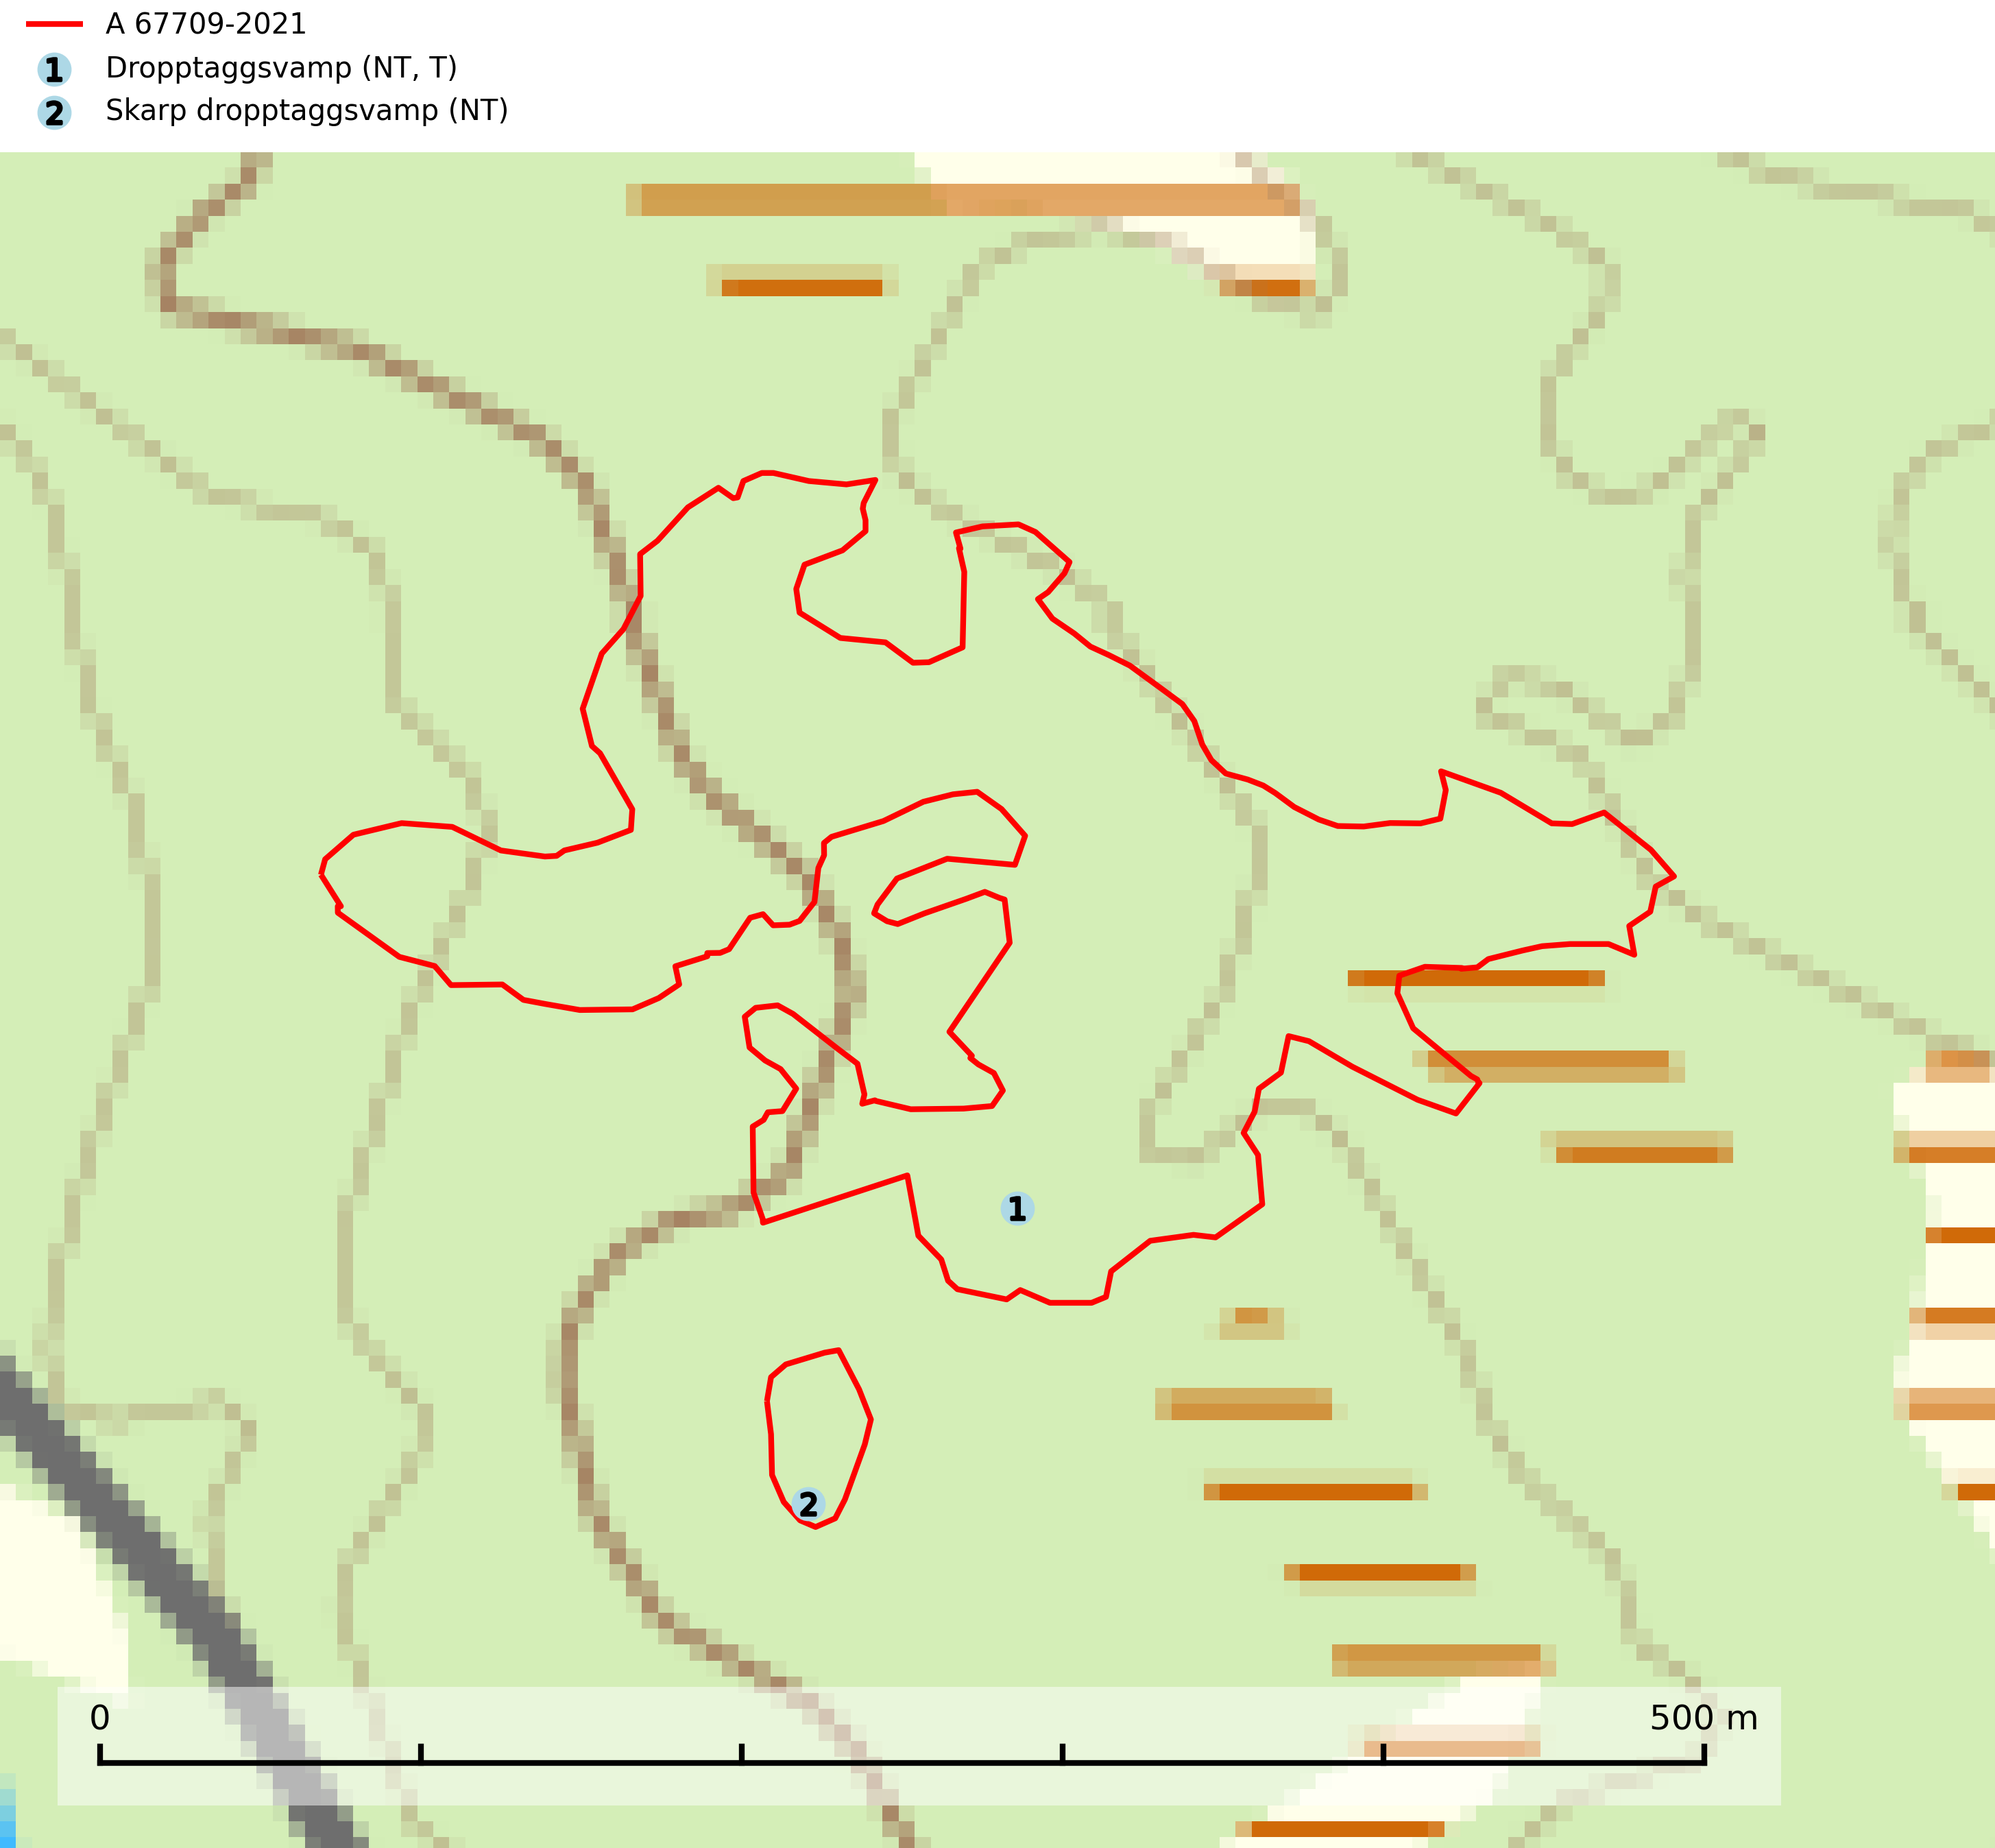 A 67709-2021
1 Dropptaggsvamp (NT, T)
2 Skarp dropptaggsvamp (NT)
1
2
0 500 m